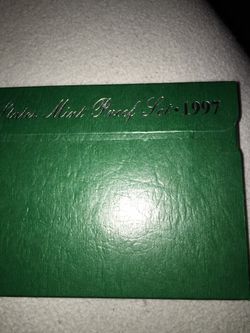 States Mint Proof Set · 1997